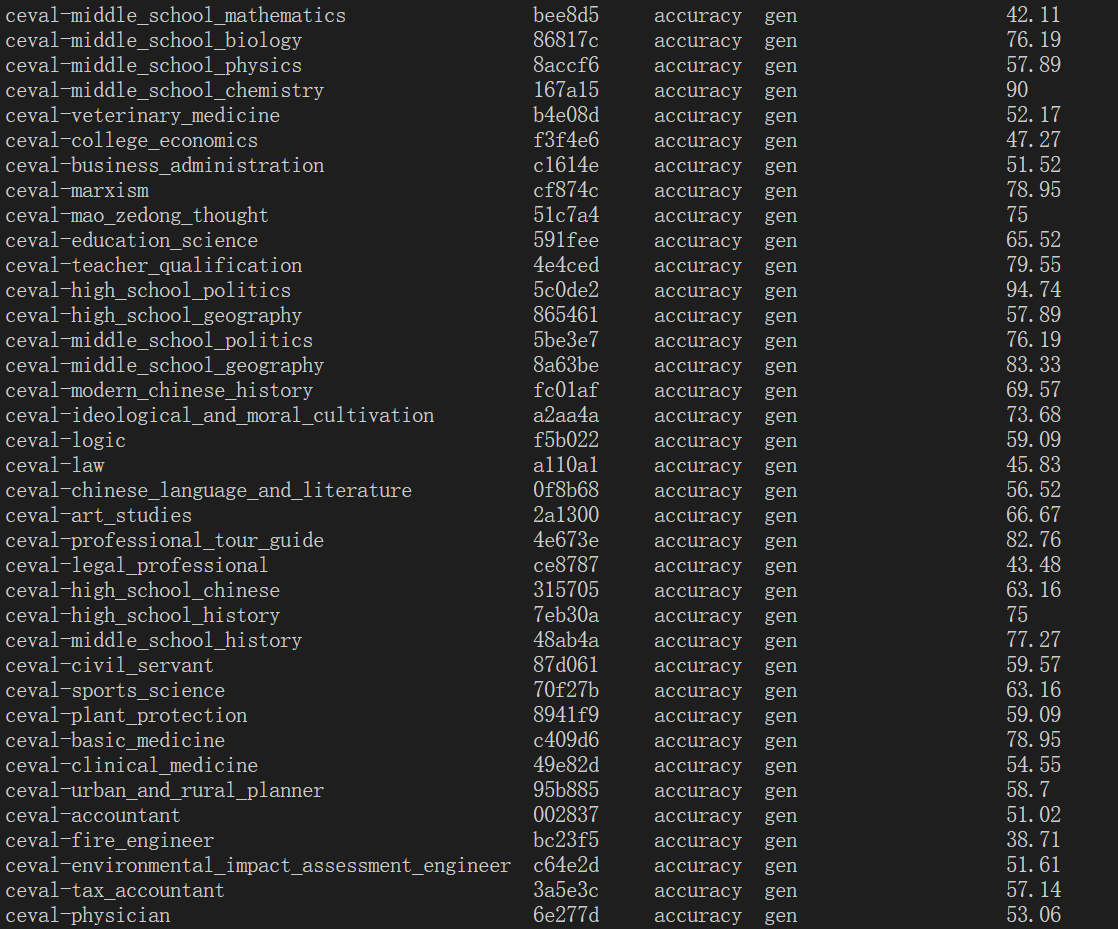 ceval-middle_school_mathematics bee8d5 accuracy gen 42.11
ceval-middle_school_biology 86817c accuracy gen 76.19
ceval-middle_school_physics 8accf6 accuracy gen 57.89
ceval-middle_school_chemistry 167a15 accuracy gen 90
ceval-veterinary_medicine b4e08d accuracy gen 52.17
ceval-college_economics f3f4e6 accuracy gen 47.27
ceval-business_administration c1614e accuracy gen 51.52
ceval-marxism cf874c accuracy gen 78.95
ceval-mao_zedong_thought 51c7a4 accuracy gen 75
ceval-education_science 591fee accuracy gen 65.52
ceval-teacher_qualification 4e4ced accuracy gen 79.55
ceval-high_school_politics 5c0de2 accuracy gen 94.74
ceval-high_school_geography 865461 accuracy gen 57.89
ceval-middle_school_politics 5be3e7 accuracy gen 76.19
ceval-middle_school_geography 8a63be accuracy gen 83.33
ceval-modern_chinese_history fc01af accuracy gen 69.57
ceval-ideological_and_moral_cultivation a2aa4a accuracy gen 73.68
ceval-logic f5b022 accuracy gen 59.09
ceval-law a110a1 accuracy gen 45.83
ceval-chinese_language_and_literature 0f8b68 accuracy gen 56.52
ceval-art_studies 2a1300 accuracy gen 66.67
ceval-professional_tour_guide 4e673e accuracy gen 82.76
ceval-legal_professional ce8787 accuracy gen 43.48
ceval-high_school_chinese 315705 accuracy gen 63.16
ceval-high_school_history 7eb30a accuracy gen 75
ceval-middle_school_history 48ab4a accuracy gen 77.27
ceval-civil_servant 87d061 accuracy gen 59.57
ceval-sports_science 70f27b accuracy gen 63.16
ceval-plant_protection 8941f9 accuracy gen 59.09
ceval-basic_medicine c409d6 accuracy gen 78.95
ceval-clinical_medicine 49e82d accuracy gen 54.55
ceval-urban_and_rural_planner 95b885 accuracy gen 58.7
ceval-accountant 002837 accuracy gen 51.02
ceval-fire_engineer bc23f5 accuracy gen 38.71
ceval-environmental_impact_assessment_engineer c64e2d accuracy gen 51.61
ceval-tax_accountant 3a5e3c accuracy gen 57.14
ceval-physician 6e277d accuracy gen 53.06